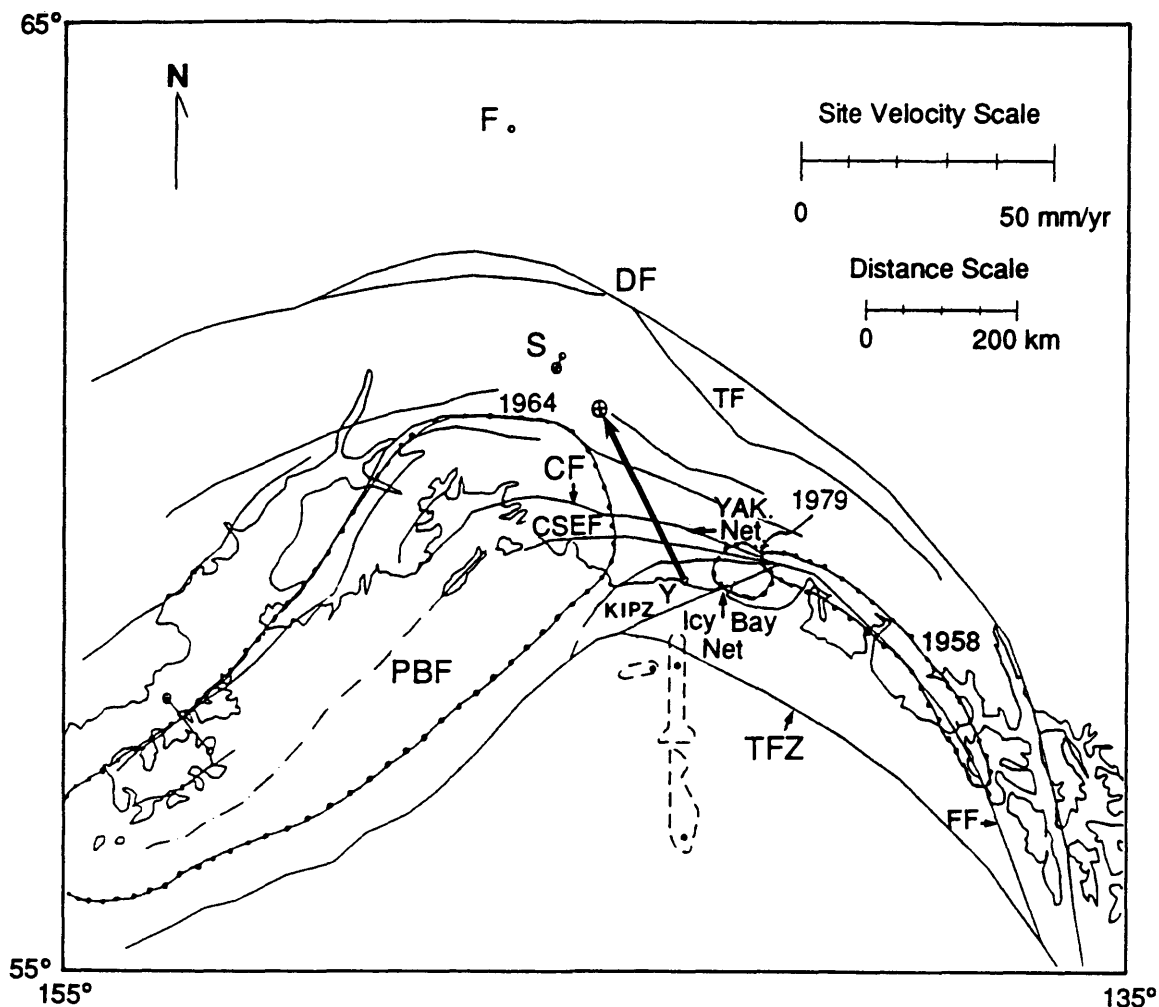 65°
N
F
Site Velocity Scale
0 50 mm/yr
Distance Scale
0 200 km
DF
S
TF
1964
CF
1979
YAK.
Net
CSEF
Y
KIPZ
Icy Bay
Net
1958
PBF
TFZ
FF
55°
155° 135°